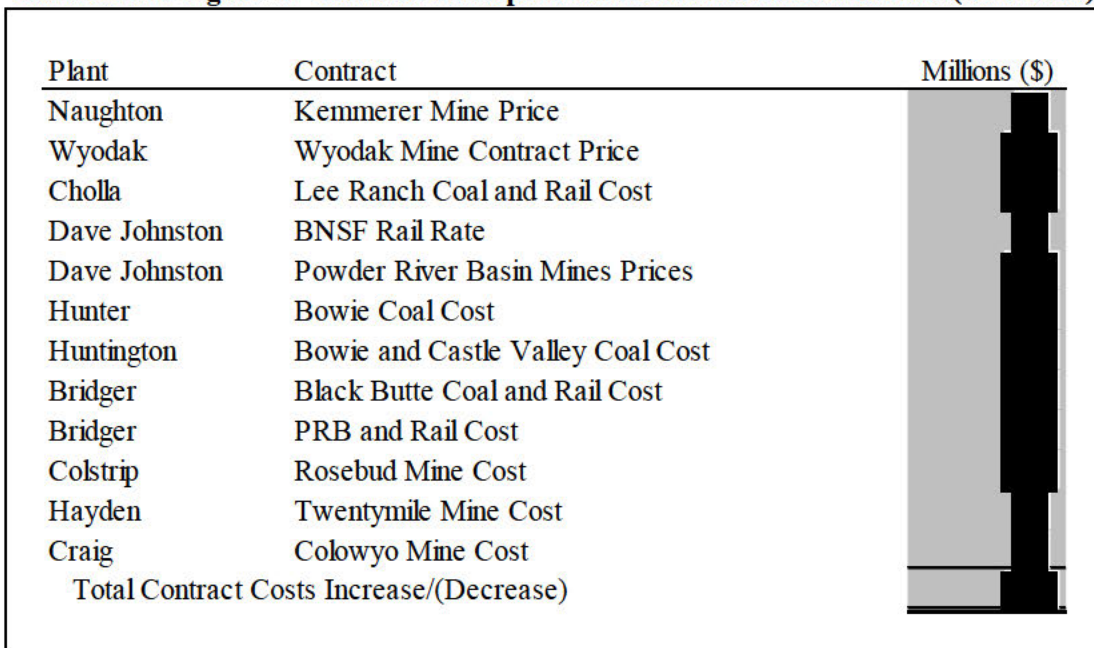 Plant Contract Millions ($)
Naughton Kemmerer Mine Price
Wyodak Wyodak Mine Contract Price
Cholla Lee Ranch Coal and Rail Cost
Dave Johnston BNSF Rail Rate
Dave Johnston Powder River Basin Mines Prices
Hunter Bowie Coal Cost
Huntington Bowie and Castle Valley Coal Cost
Bridger Black Butte Coal and Rail Cost
Bridger PRB and Rail Cost
Colstrip Rosebud Mine Cost
Hayden Twentymile Mine Cost
Craig Colowyo Mine Cost
Total Contract Costs Increase/(Decrease)